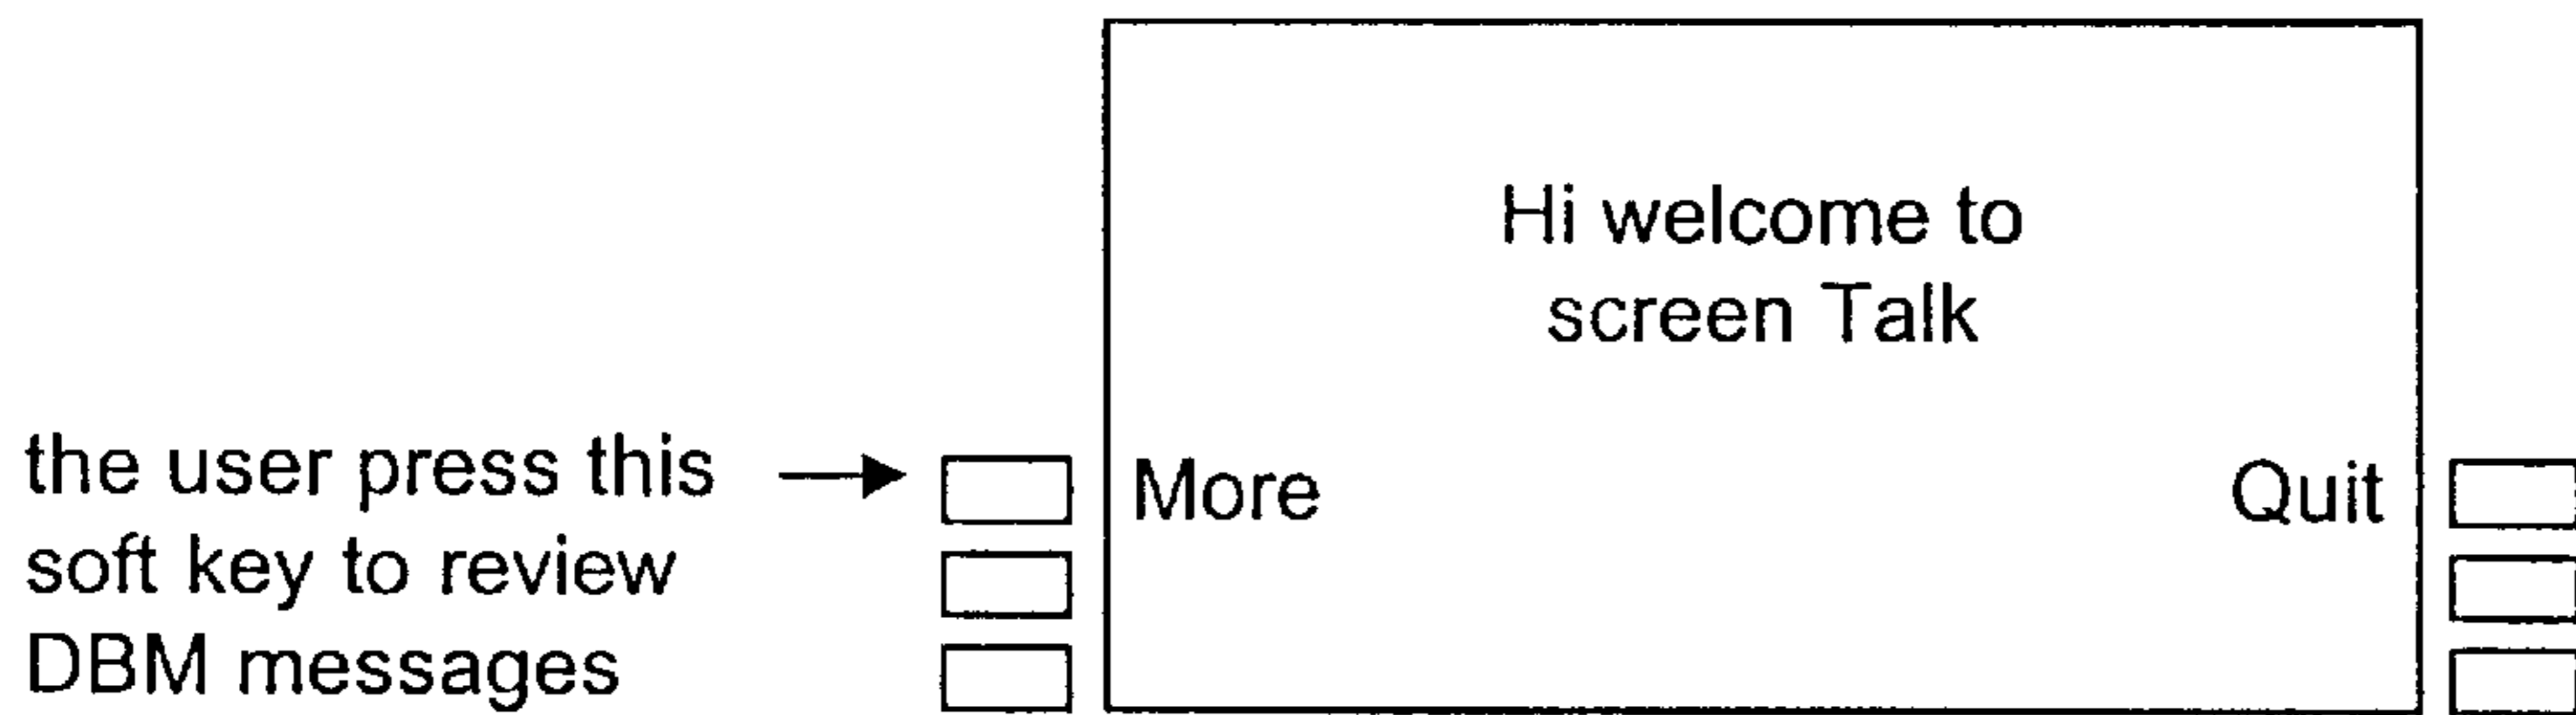 Hi welcome to
screen Talk
the user press this
soft key to review
DBM messages
More
Quit